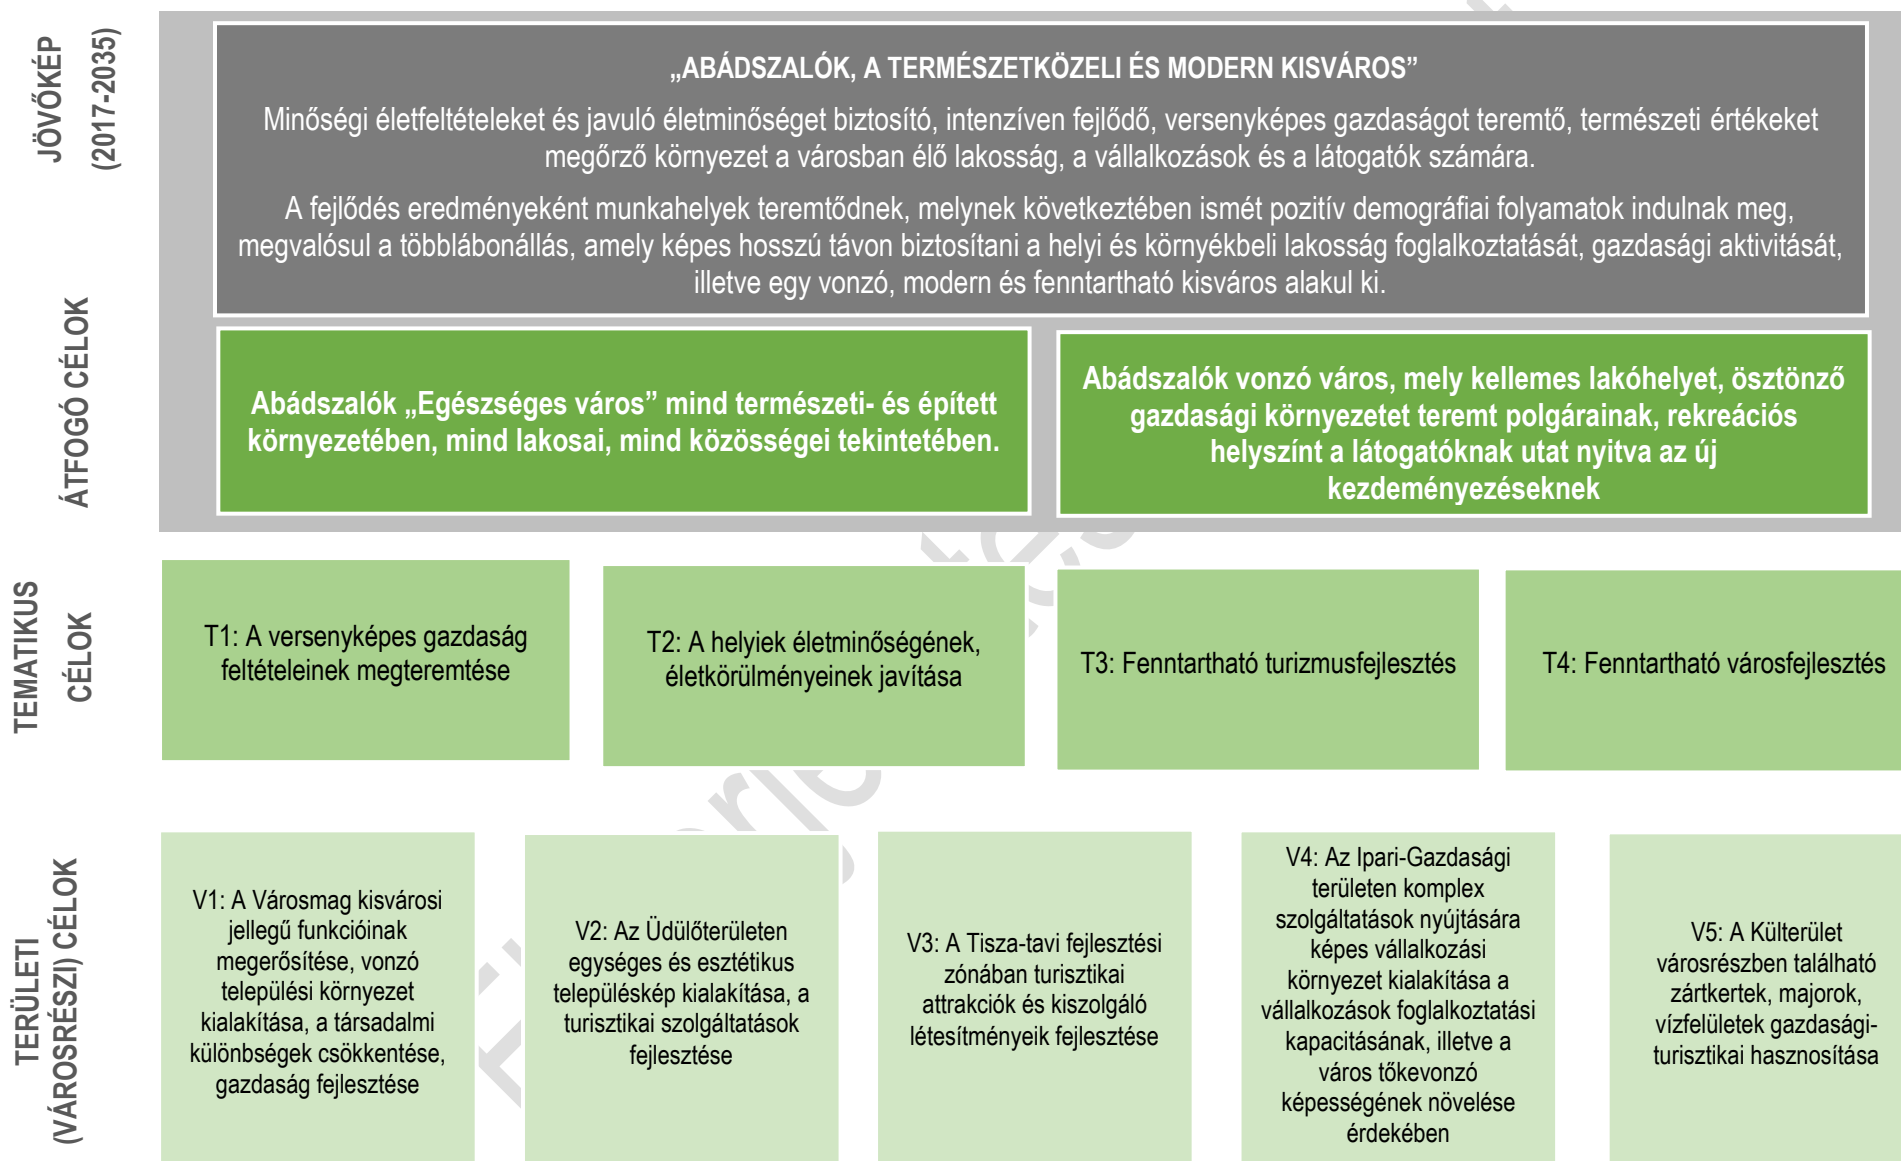 JÖVŐKÉP
(2017-2035)
„ABÁDSZALÓK, A TERMÉSZETKÖZELI ÉS MODERN KISVÁROS”
Minőségi életfeltételeket és javuló életminőséget biztosító, intenzíven fejlődő, versenyképes gazdaságot teremtő, természeti értékeket
megőrző környezet a városban élő lakosság, a vállalkozások és a látogatók számára.
A fejlődés eredményeként munkahelyek teremtődnek, melynek következtében ismét pozitív demográfiai folyamatok indulnak meg,
megvalósul a többlábonállás, amely képes hosszú távon biztosítani a helyi és környékbeli lakosság foglalkoztatását, gazdasági aktivitását,
illetve egy vonzó, modern és fenntartható kisváros alakul ki.
ÁTFOGÓ CÉLOK
Abádszalók „Egészséges város” mind természeti- és épített
környezetében, mind lakosai, mind közösségei tekintetében.
Abádszalók vonzó város, mely kellemes lakóhelyet, ösztönző
gazdasági környezetet teremt polgárainak, rekreációs
helyszínt a látogatóknak utat nyitva az új
kezdeményezéseknek
TEMATIKUS
CÉLOK
T1: A versenyképes gazdaság
feltételeinek megteremtése
T2: A helyiek életminőségének,
életkörülményeinek javítása
T3: Fenntartható turizmusfejlesztés
T4: Fenntartható városfejlesztés
TERÜLETI
(VÁROSRÉSZI) CÉLOK
V1: A Városmag kisvárosi
jellegű funkcióinak
megerősítése, vonzó
települési környezet
kialakítása, a társadalmi
különbségek csökkentése,
gazdaság fejlesztése
V2: Az Üdülőterületen
egységes és esztétikus
településkép kialakítása, a
turisztikai szolgáltatások
fejlesztése
V3: A Tisza-tavi fejlesztési
zónában turisztikai
attrakciók és kiszolgáló
létesítményeik fejlesztése
V4: Az Ipari-Gazdasági
területen komplex
szolgáltatások nyújtására
képes vállalkozási
környezet kialakítása a
vállalkozások foglalkoztatási
kapacitásának, illetve a
város tőkevonzó
képességének növelése
érdekében
V5: A Külterület
városrészben található
zártkertek, majorok,
vízfelületek gazdasági-
turisztikai hasznosítása